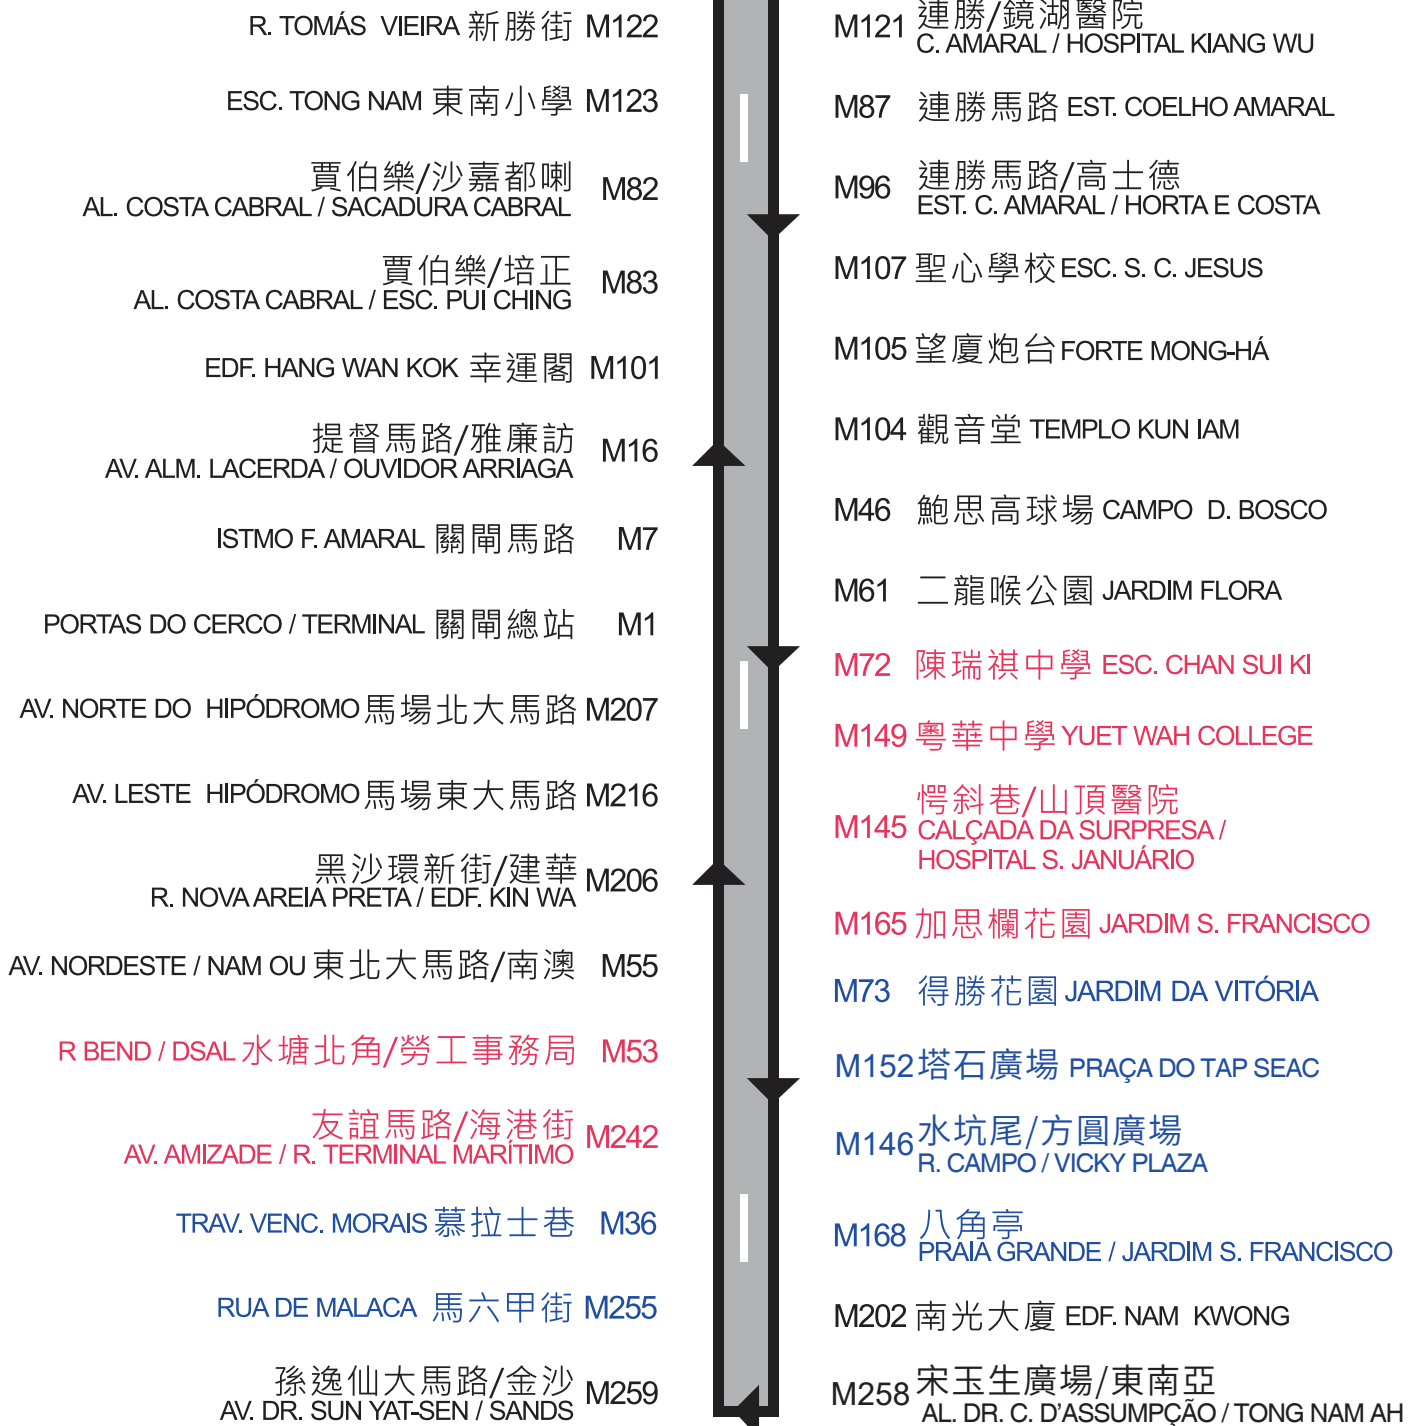 R. TOMÁS VIEIRA 新勝街 M122
ESC. TONG NAM 東南小學 M123
賈伯樂/沙嘉都喇 M82
AL. COSTA CABRAL / SACADURA CABRAL
賈伯樂/培正 M83
AL. COSTA CABRAL / ESC. PUI CHING
EDF. HANG WAN KOK 幸運閣 M101
提督馬路/雅廉訪 M16
AV. ALM. LACERDA / OUVIDOR ARRIAGA
ISTMO F. AMARAL 關閘馬路 M7
PORTAS DO CERCO / TERMINAL 關閘總站 M1
AV. NORTE DO HIPÓDROMO 馬場北大馬路 M207
AV. LESTE HIPÓDROMO 馬場東大馬路 M216
黑沙環新街/建華 M206
R. NOVA AREIA PRETA / EDF. KIN WA
AV. NORDESTE / NAM OU 東北大馬路/南澳 M55
R BEND / DSAL 水塘北角/勞工事務局 M53
友誼馬路/海港街 M242
AV. AMIZADE / R. TERMINAL MARÍTIMO
TRAV. VENC. MORAIS 慕拉士巷 M36
RUA DE MALACA 馬六甲街 M255
孫逸仙大馬路/金沙 M259
AV. DR. SUN YAT-SEN / SANDS
M121 連勝/鏡湖醫院
C. AMARAL / HOSPITAL KIANG WU
M87 連勝馬路 EST. COELHO AMARAL
M96 連勝馬路/高士德
EST. C. AMARAL / HORTA E COSTA
M107 聖心學校 ESC. S. C. JESUS
M105 望廈炮台 FORTE MONG-HÁ
M104 觀音堂 TEMPLO KUN IAM
M46 鮑思高球場 CAMPO D. BOSCO
M61 二龍喉公園 JARDIM FLORA
M72 陳瑞祺中學 ESC. CHAN SUI KI
M149 粵華中學 YUET WAH COLLEGE
M145 愕斜巷/山頂醫院
CALÇADA DA SURPRESA /
HOSPITAL S. JANUÁRIO
M165 加思欄花園 JARDIM S. FRANCISCO
M73 得勝花園 JARDIM DA VITÓRIA
M152 塔石廣場 PRAÇA DO TAP SEAC
M146 水坑尾/方圓廣場
R. CAMPO / VICKY PLAZA
M168 八角亭
PRAIA GRANDE / JARDIM S. FRANCISCO
M202 南光大廈 EDF. NAM KWONG
M258 宋玉生廣場/東南亞
AL. DR. C. D'ASSUMPÇÃO / TONG NAM AH